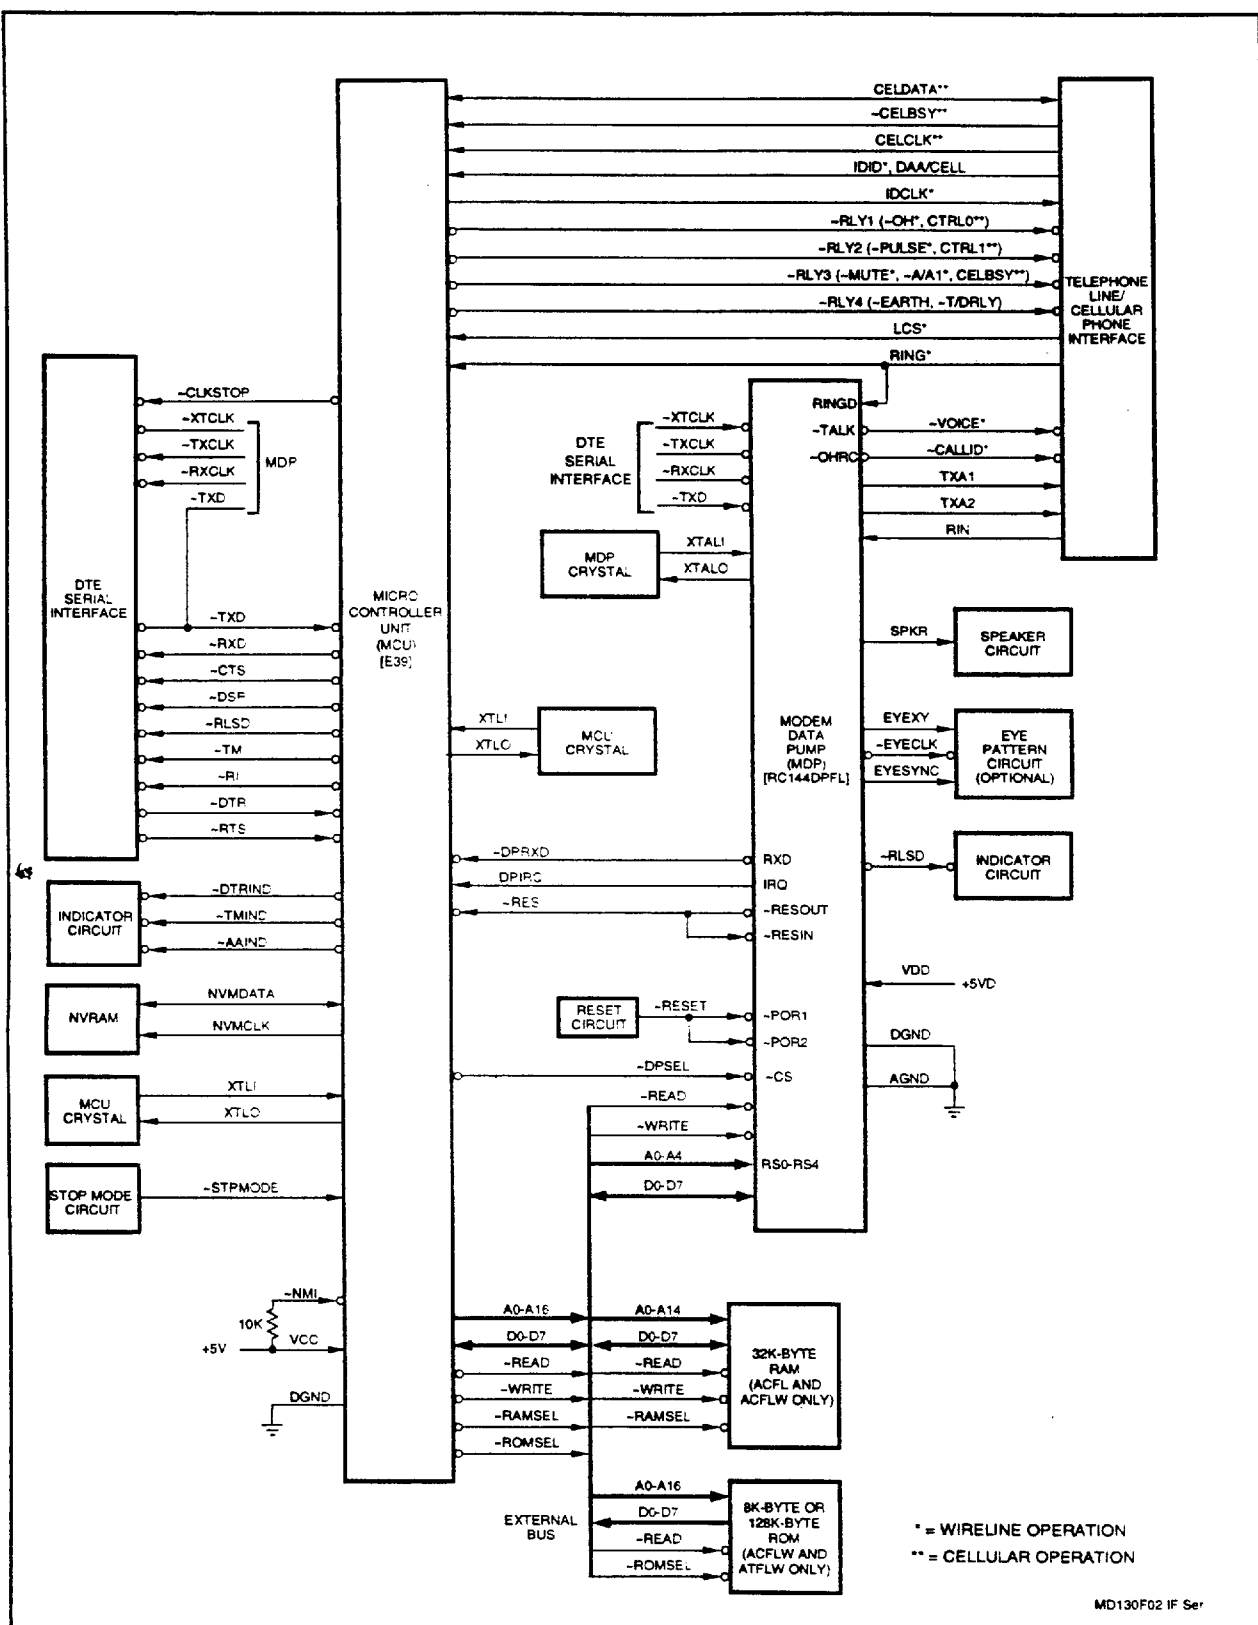 CELDATA**
~CELBSY**
CELCLK**
IDID*, DAA/CELL
IDCLK*
~RLY1 (~OH*, CTRL0**)
~RLY2 (~PULSE*, CTRL1**)
~RLY3 (~MUTE*, ~A/A1*, CELBSY**)
~RLY4 (~EARTH, ~T/DRLY)
LCS*
RING*
TELEPHONE
LINE/
CELLULAR
PHONE
INTERFACE
~CLKSTOP
~XTCLK
~TXCLK
~RXCLK
~TXD
MDP
DTE
SERIAL
INTERFACE
~TXD
~RXD
~CTS
~DSR
~RLSD
~TM
~RI
~DTR
~RTS
MICRO
CONTROLLER
UNIT
(MCU)
[E39]
DTE
SERIAL
INTERFACE
~XTCLK
~TXCLK
~RXCLK
~TXD
MDP
CRYSTAL
XTALI
XTALO
RINGD
~TALK
~OHRC
~VOICE*
~CALLID*
TXA1
TXA2
RIN
SPKR
SPEAKER
CIRCUIT
XTLI
XTLO
MCU
CRYSTAL
MODEM
DATA
PUMP
(MDP)
[RC144DPFL]
EYEXY
~EYECLK
EYESYNC
EYE
PATTERN
CIRCUIT
(OPTIONAL)
~DPRXD
DPIRQ
~RES
RXD
IRQ
~RESOUT
~RESIN
~RLSD
INDICATOR
CIRCUIT
INDICATOR
CIRCUIT
~DTRIND
~TMIND
~AAIND
NVRAM
NVMDATA
NVMCLK
RESET
CIRCUIT
~RESET
~POR1
~POR2
VDD
+5VD
DGND
AGND
MCU
CRYSTAL
XTLI
XTLO
~DPSEL
~CS
~READ
~WRITE
A0-A4
RS0-RS4
D0-D7
STOP MODE
CIRCUIT
~STPMODE
~NMI
10K
+5V
VCC
DGND
A0-A16
D0-D7
~READ
~WRITE
~RAMSEL
~ROMSEL
A0-A14
D0-D7
~READ
~WRITE
~RAMSEL
32K-BYTE
RAM
(ACFL AND
ACFLW ONLY)
EXTERNAL
BUS
A0-A16
D0-D7
~READ
~ROMSEL
8K-BYTE OR
128K-BYTE
ROM
(ACFLW AND
ATFLW ONLY)
* = WIRELINE OPERATION
** = CELLULAR OPERATION
MD130F02 IF Ser